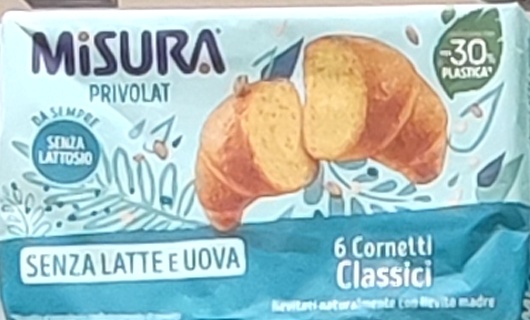 MiSURA
PRIVOLAT
-30%
PLASTICA*
DA SEMPRE
SENZA
LATTOSIO
SENZA LATTE E UOVA
6 Cornetti
Classici
lievitati naturalmente con lievito madre